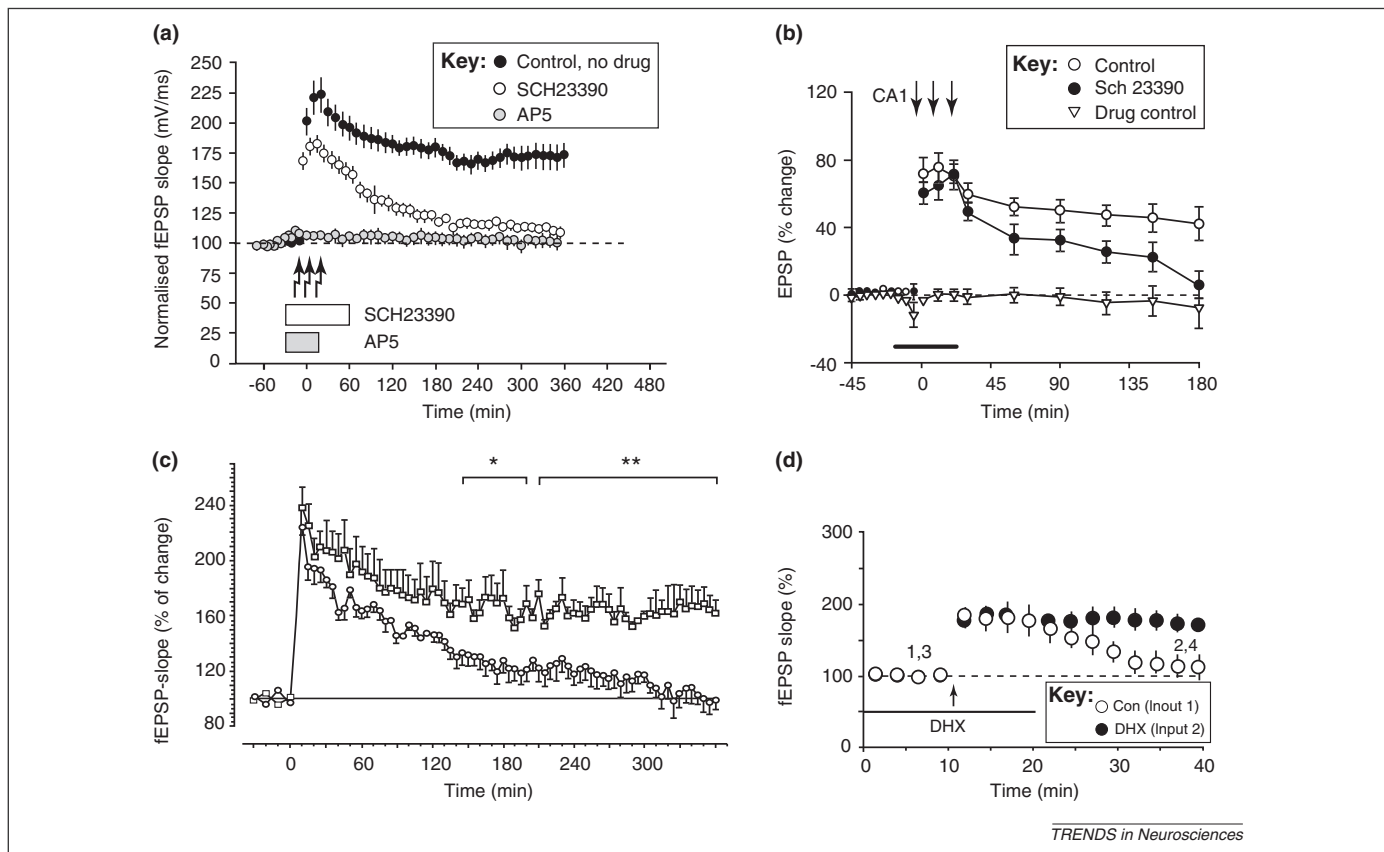 (a)
Normalised fEPSP slope (mV/ms)
250
225
200
175
150
125
100
75
50
25
0
Key:
Control, no drug
SCH23390
AP5
SCH23390
AP5
-60 0 60 120 180 240 300 360 420 480
Time (min)
(b)
EPSP (% change)
120
80
40
0
-40
CA1
Key:
Control
Sch 23390
Drug control
-45 0 45 90 135 180
Time (min)
(c)
fEPSP-slope (% of change)
240
200
160
120
80
*
**
0 60 120 180 240 300
Time (min)
(d)
fEPSP slope (%)
300
200
100
0
1,3
2,4
DHX
Key:
Con (Inout 1)
DHX (Input 2)
0 10 20 30 40
Time (min)
TRENDS in Neurosciences